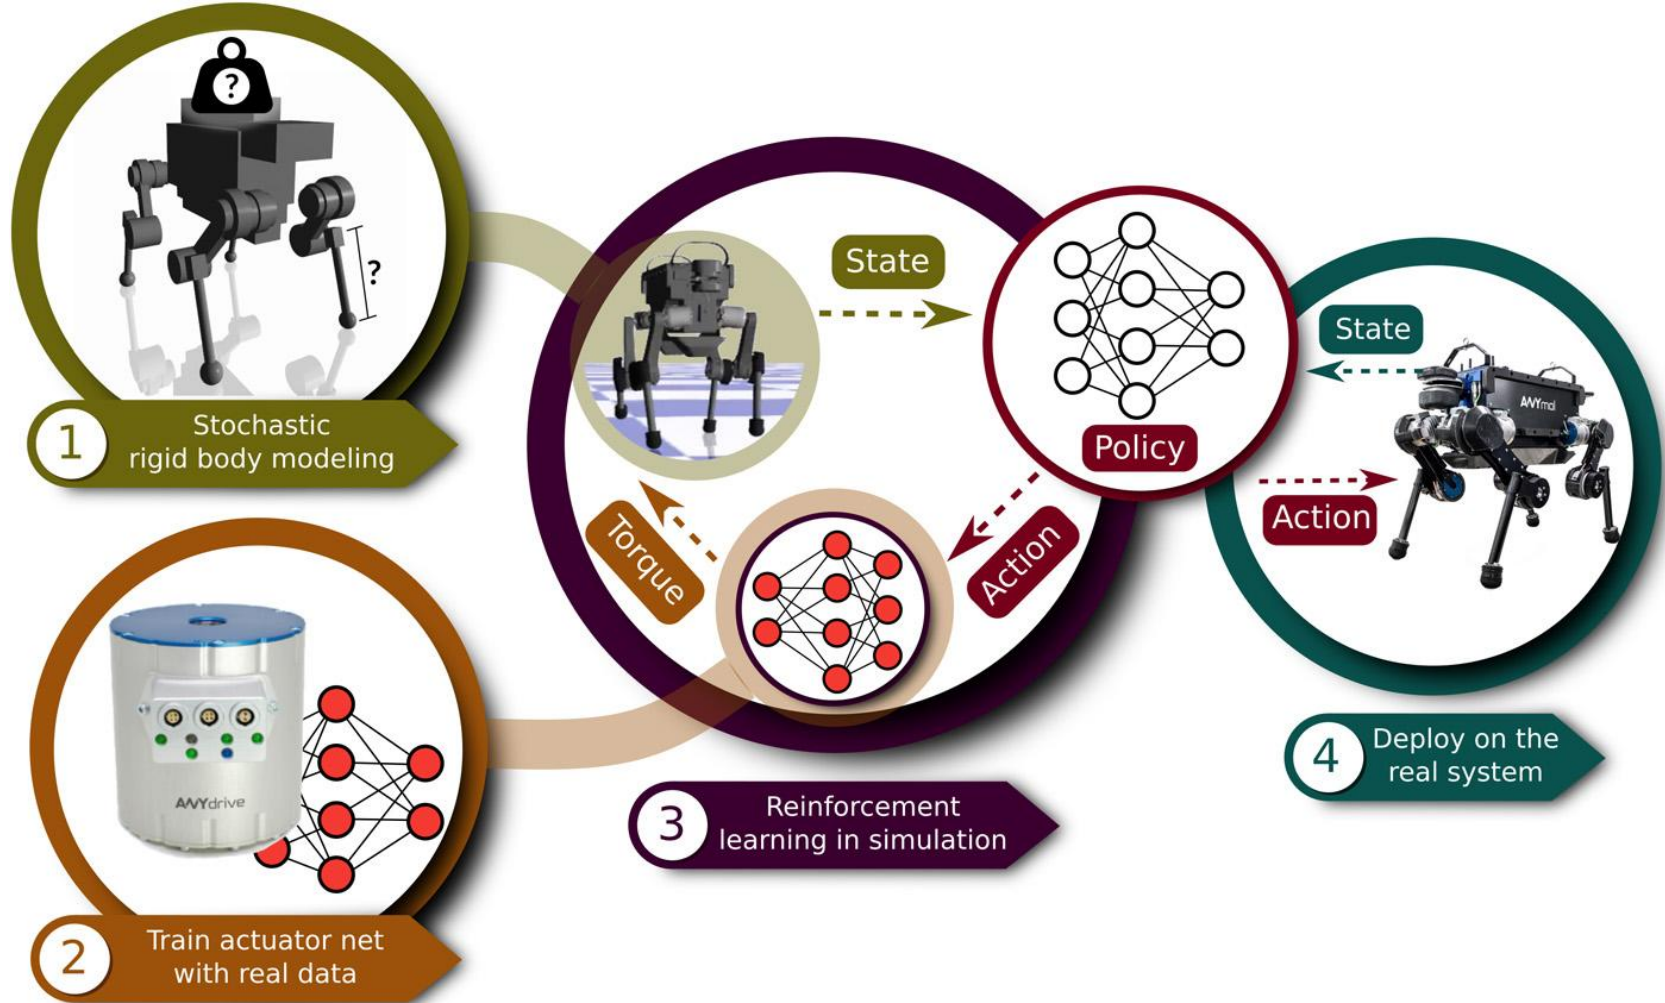 ?
?
1
Stochastic
rigid body modeling
ANYdrive
2
Train actuator net
with real data
State
Policy
Action
Torque
3
Reinforcement
learning in simulation
State
Action
ANYmal
4
Deploy on the
real system